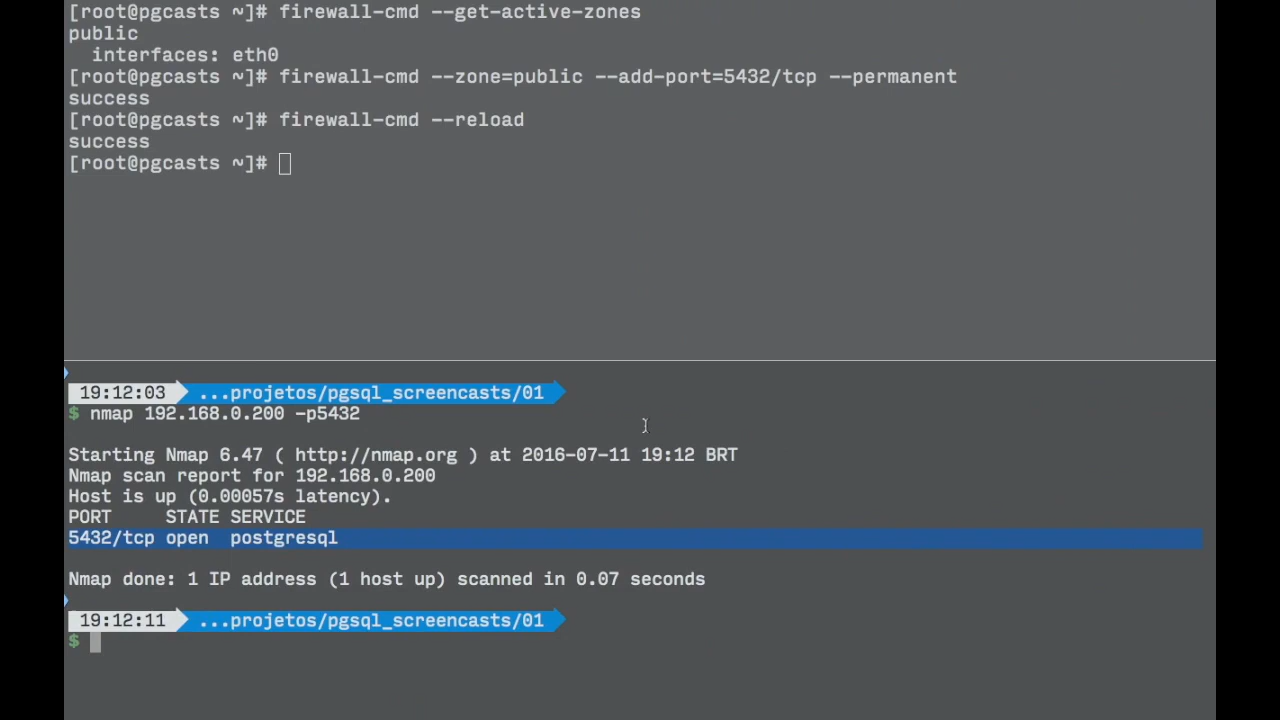 [root@pgcasts ~]# firewall-cmd --get-active-zones
public
  interfaces: eth0
[root@pgcasts ~]# firewall-cmd --zone=public --add-port=5432/tcp --permanent
success
[root@pgcasts ~]# firewall-cmd --reload
success
[root@pgcasts ~]#
19:12:03 ...projetos/pgsql_screencasts/01
$ nmap 192.168.0.200 -p5432
Starting Nmap 6.47 ( http://nmap.org ) at 2016-07-11 19:12 BRT
Nmap scan report for 192.168.0.200
Host is up (0.00057s latency).
PORT     STATE SERVICE
5432/tcp open  postgresql
Nmap done: 1 IP address (1 host up) scanned in 0.07 seconds
19:12:11 ...projetos/pgsql_screencasts/01
$